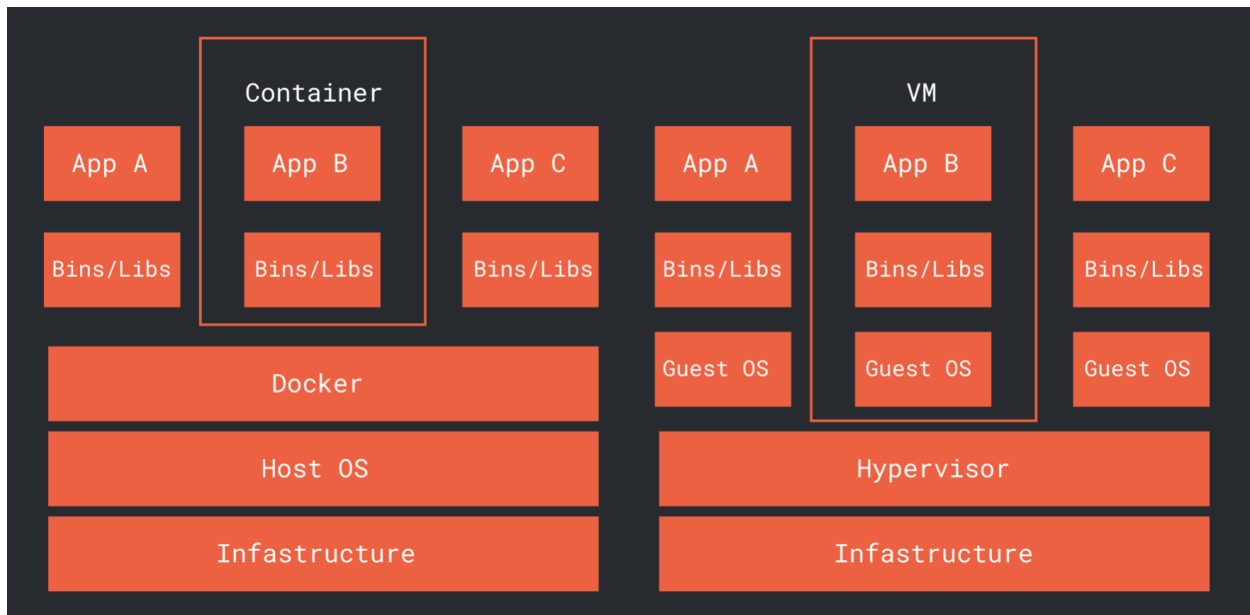 Container
VM
App A
App B
App C
App A
App B
App C
Bins/Libs
Bins/Libs
Bins/Libs
Bins/Libs
Bins/Libs
Bins/Libs
Guest OS
Guest OS
Guest OS
Docker
Host OS
Hypervisor
Infastructure
Infastructure